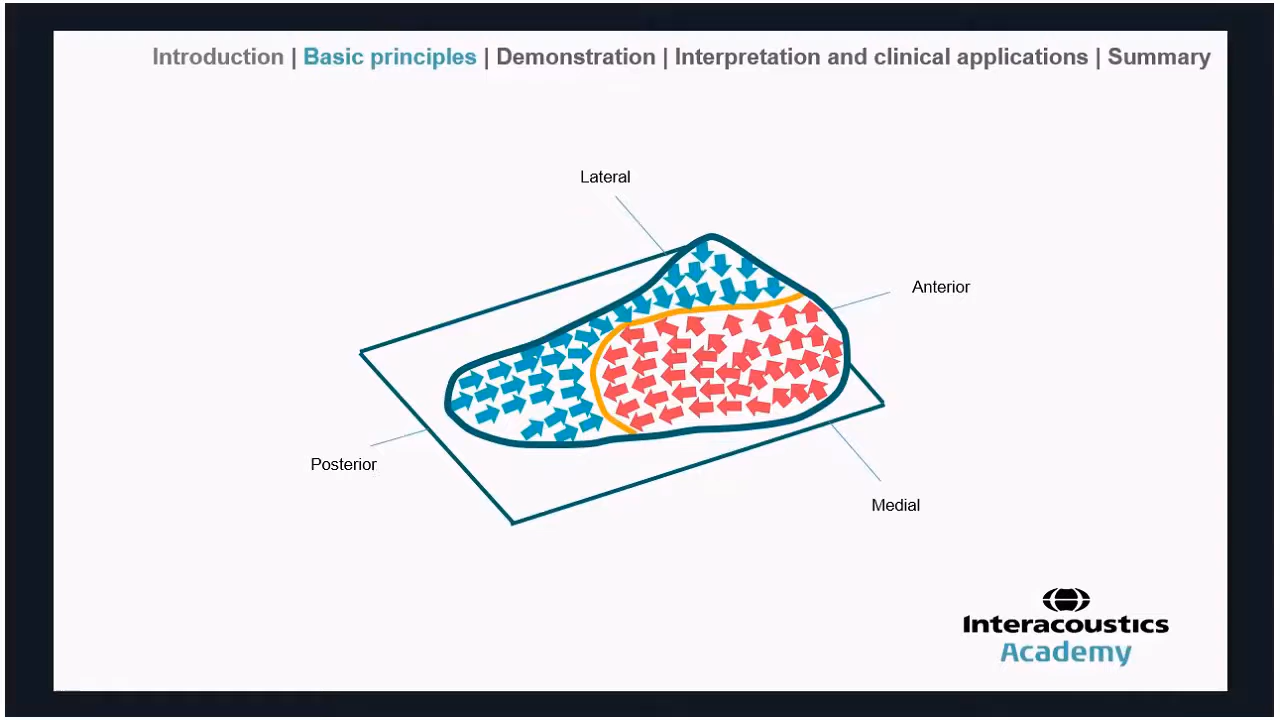 Introduction | Basic principles | Demonstration | Interpretation and clinical applications | Summary
Lateral
Anterior
Posterior
Medial
Interacoustics
Academy